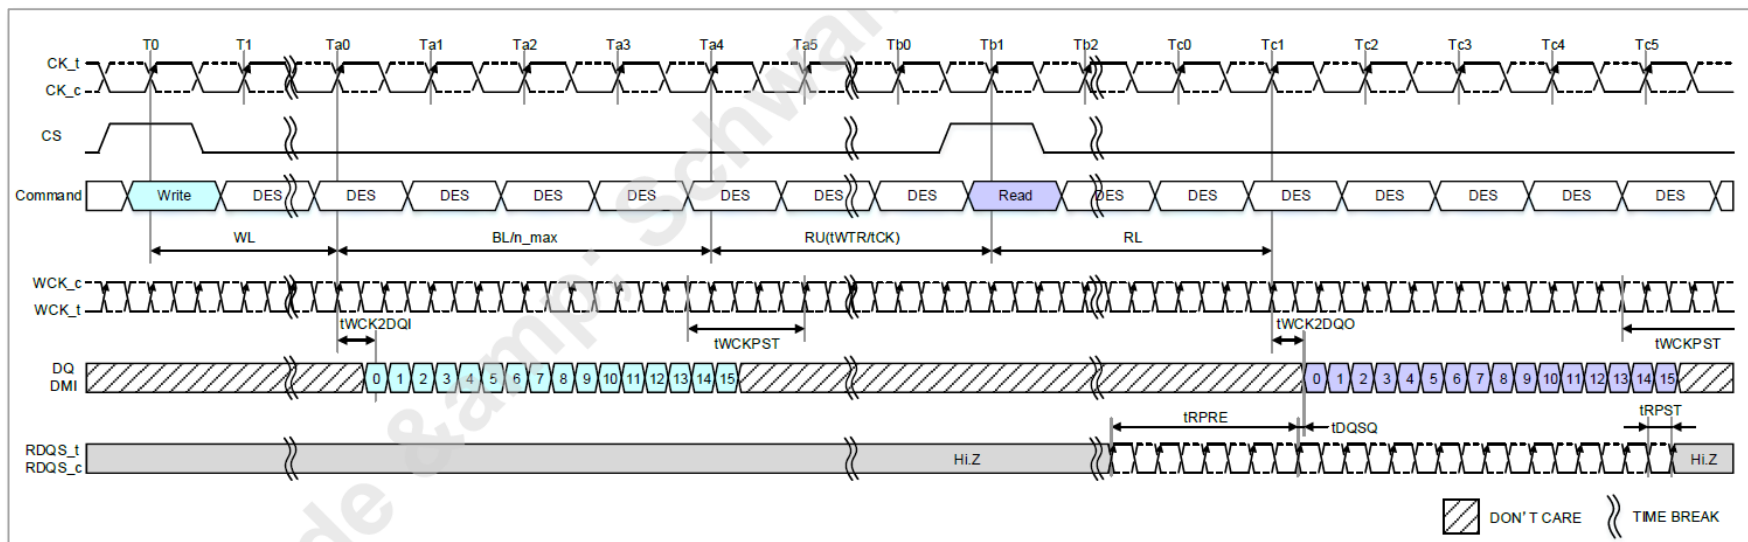 T0 T1 Ta0 Ta1 Ta2 Ta3 Ta4 Ta5 Tb0 Tb1 Tb2 Tc0 Tc1 Tc2 Tc3 Tc4 Tc5
CK_t
CK_c
CS
Command Write DES DES DES DES DES DES DES DES Read DES DES DES DES DES DES DES
WL BL/n_max RU(tWTR/tCK) RL
WCK_c
WCK_t
tWCK2DQI tWCK2DQO
tWCKPST tWCKPST
DQ
DMI
0 1 2 3 4 5 6 7 8 9 10 11 12 13 14 15 0 1 2 3 4 5 6 7 8 9 10 11 12 13 14 15
tRPRE tDQSQ tRPST
RDQS_t
RDQS_c
Hi.Z Hi.Z
DON'T CARE TIME BREAK
de &amp; Schwar